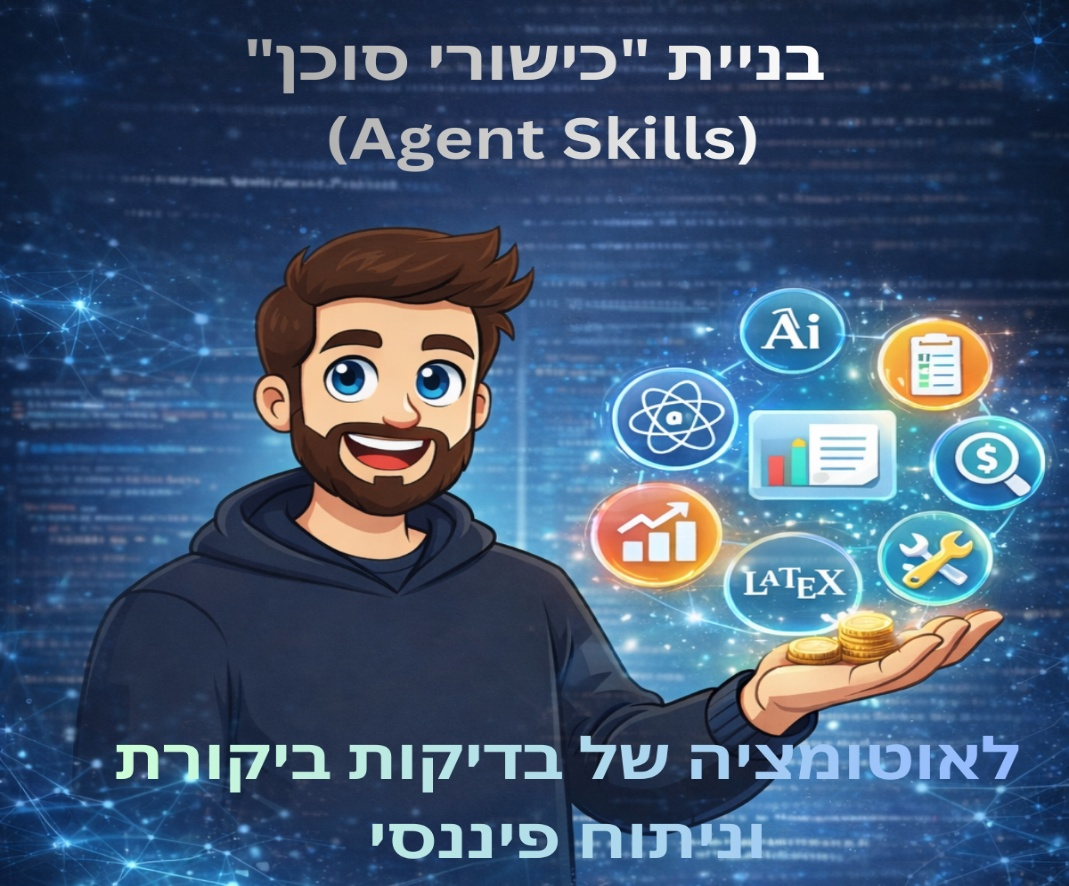 בניית "כישורי סוכן"
(Agent Skills)
Ai
$
LATEX
לאוטומציה של בדיקות ביקורת
וניתוח פיננסי